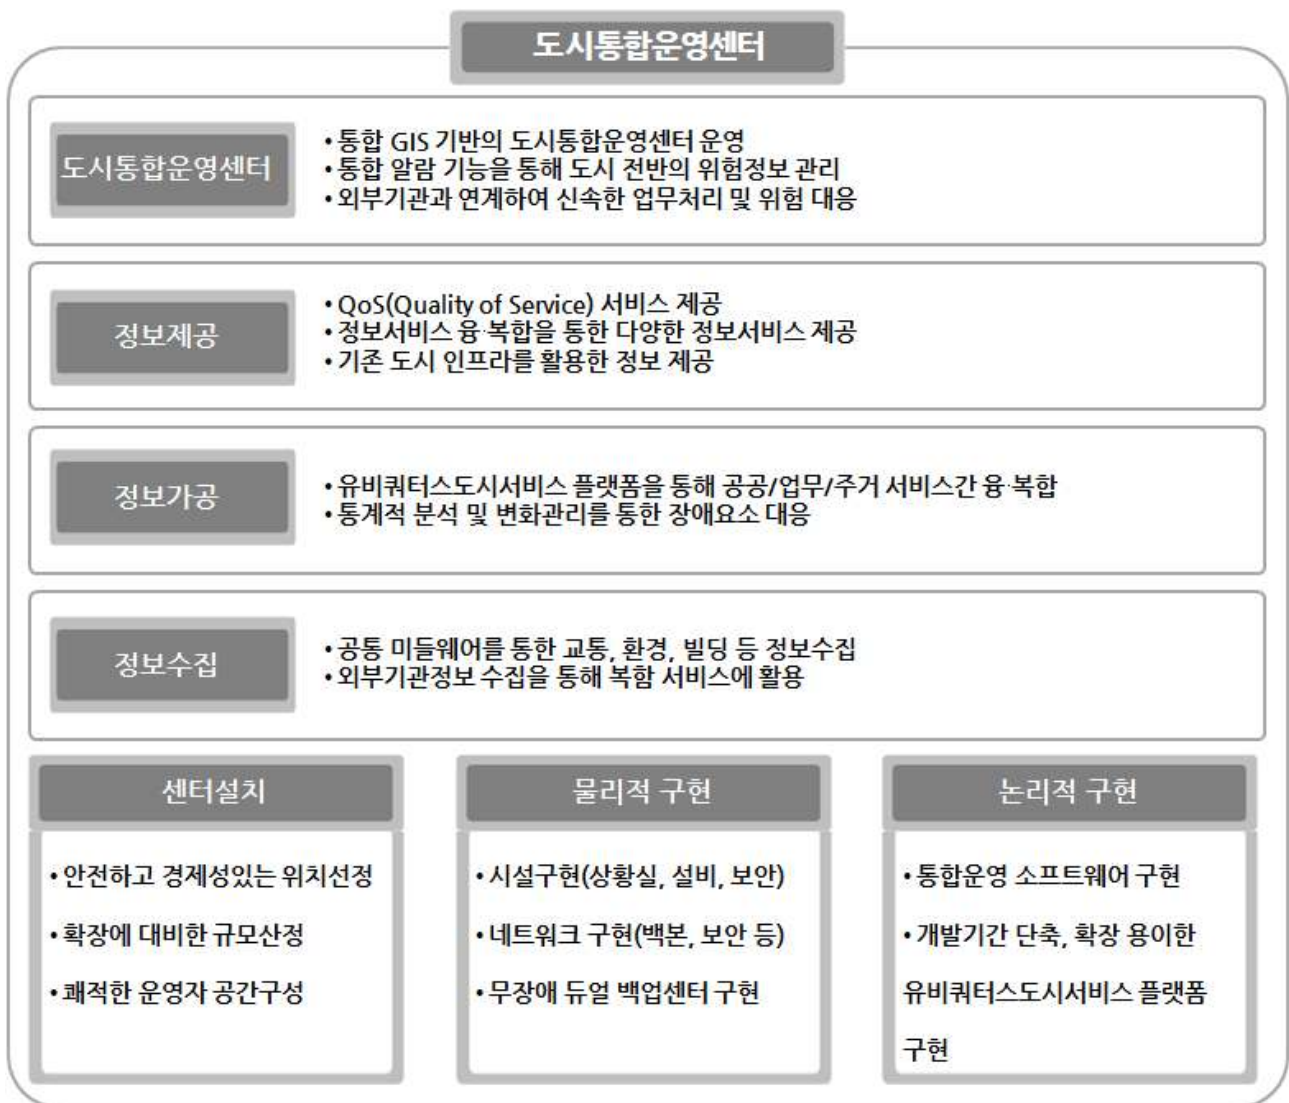 도시통합운영센터
도시통합운영센터
• 통합 GIS 기반의 도시통합운영센터 운영
• 통합 알람 기능을 통해 도시 전반의 위험정보 관리
• 외부기관과 연계하여 신속한 업무처리 및 위험 대응
정보제공
• QoS(Quality of Service) 서비스 제공
• 정보서비스 융·복합을 통한 다양한 정보서비스 제공
• 기존 도시 인프라를 활용한 정보 제공
정보가공
• 유비쿼터스도시서비스 플랫폼을 통해 공공/업무/주거 서비스간 융·복합
• 통계적 분석 및 변화관리를 통한 장애요소 대응
정보수집
• 공통 미들웨어를 통한 교통, 환경, 빌딩 등 정보수집
• 외부기관정보 수집을 통해 복합 서비스에 활용
센터설치
• 안전하고 경제성있는 위치선정
• 확장에 대비한 규모산정
• 쾌적한 운영자 공간구성
물리적 구현
• 시설구현(상황실, 설비, 보안)
• 네트워크 구현(백본, 보안 등)
• 무장애 듀얼 백업센터 구현
논리적 구현
• 통합운영 소프트웨어 구현
• 개발기간 단축, 확장 용이한
유비쿼터스도시서비스 플랫폼
구현